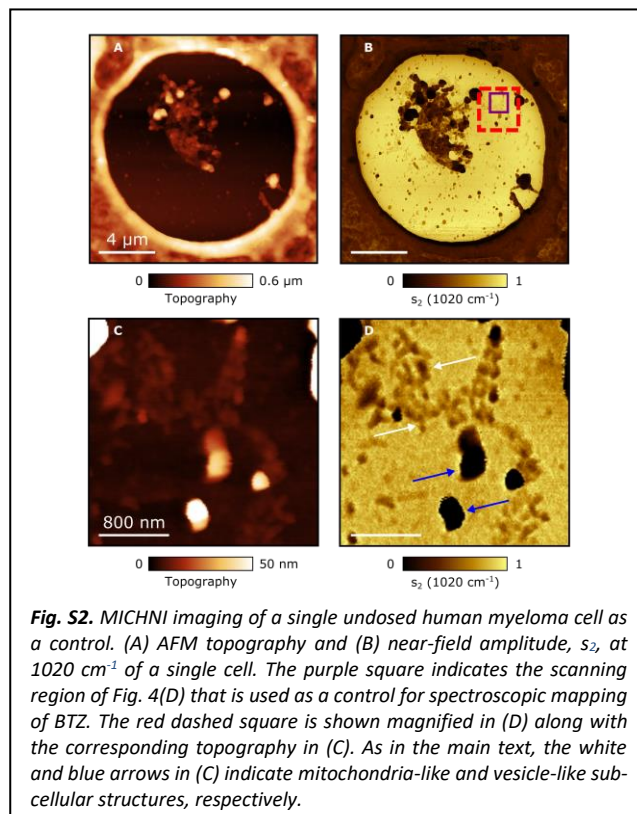 A
B
4 μm
0 0.6 μm
Topography
0 1
s₂ (1020 cm⁻¹)
C
D
800 nm
0 50 nm
Topography
0 1
s₂ (1020 cm⁻¹)
Fig. S2. MICHNI imaging of a single undosed human myeloma cell as
a control. (A) AFM topography and (B) near-field amplitude, s₂, at
1020 cm⁻¹ of a single cell. The purple square indicates the scanning
region of Fig. 4(D) that is used as a control for spectroscopic mapping
of BTZ. The red dashed square is shown magnified in (D) along with
the corresponding topography in (C). As in the main text, the white
and blue arrows in (C) indicate mitochondria-like and vesicle-like sub-
cellular structures, respectively.